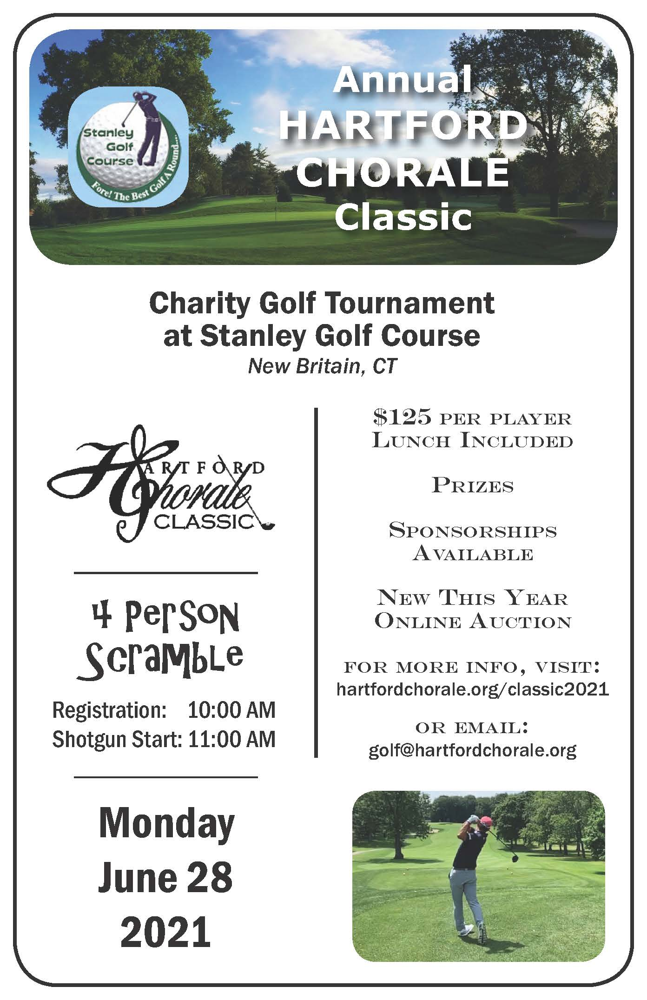 Annual
HARTFORD
CHORALE
Classic
Stanley
Golf
Course
Fore! The Best Golf A Round...
Charity Golf Tournament
at Stanley Golf Course
New Britain, CT
HARTFORD
Chorale
CLASSIC
4 Person
Scramble
Registration: 10:00 AM
Shotgun Start: 11:00 AM
Monday
June 28
2021
$125 PER PLAYER
LUNCH INCLUDED
PRIZES
SPONSORSHIPS
AVAILABLE
NEW THIS YEAR
ONLINE AUCTION
FOR MORE INFO, VISIT:
hartfordchorale.org/classic2021
OR EMAIL:
golf@hartfordchorale.org